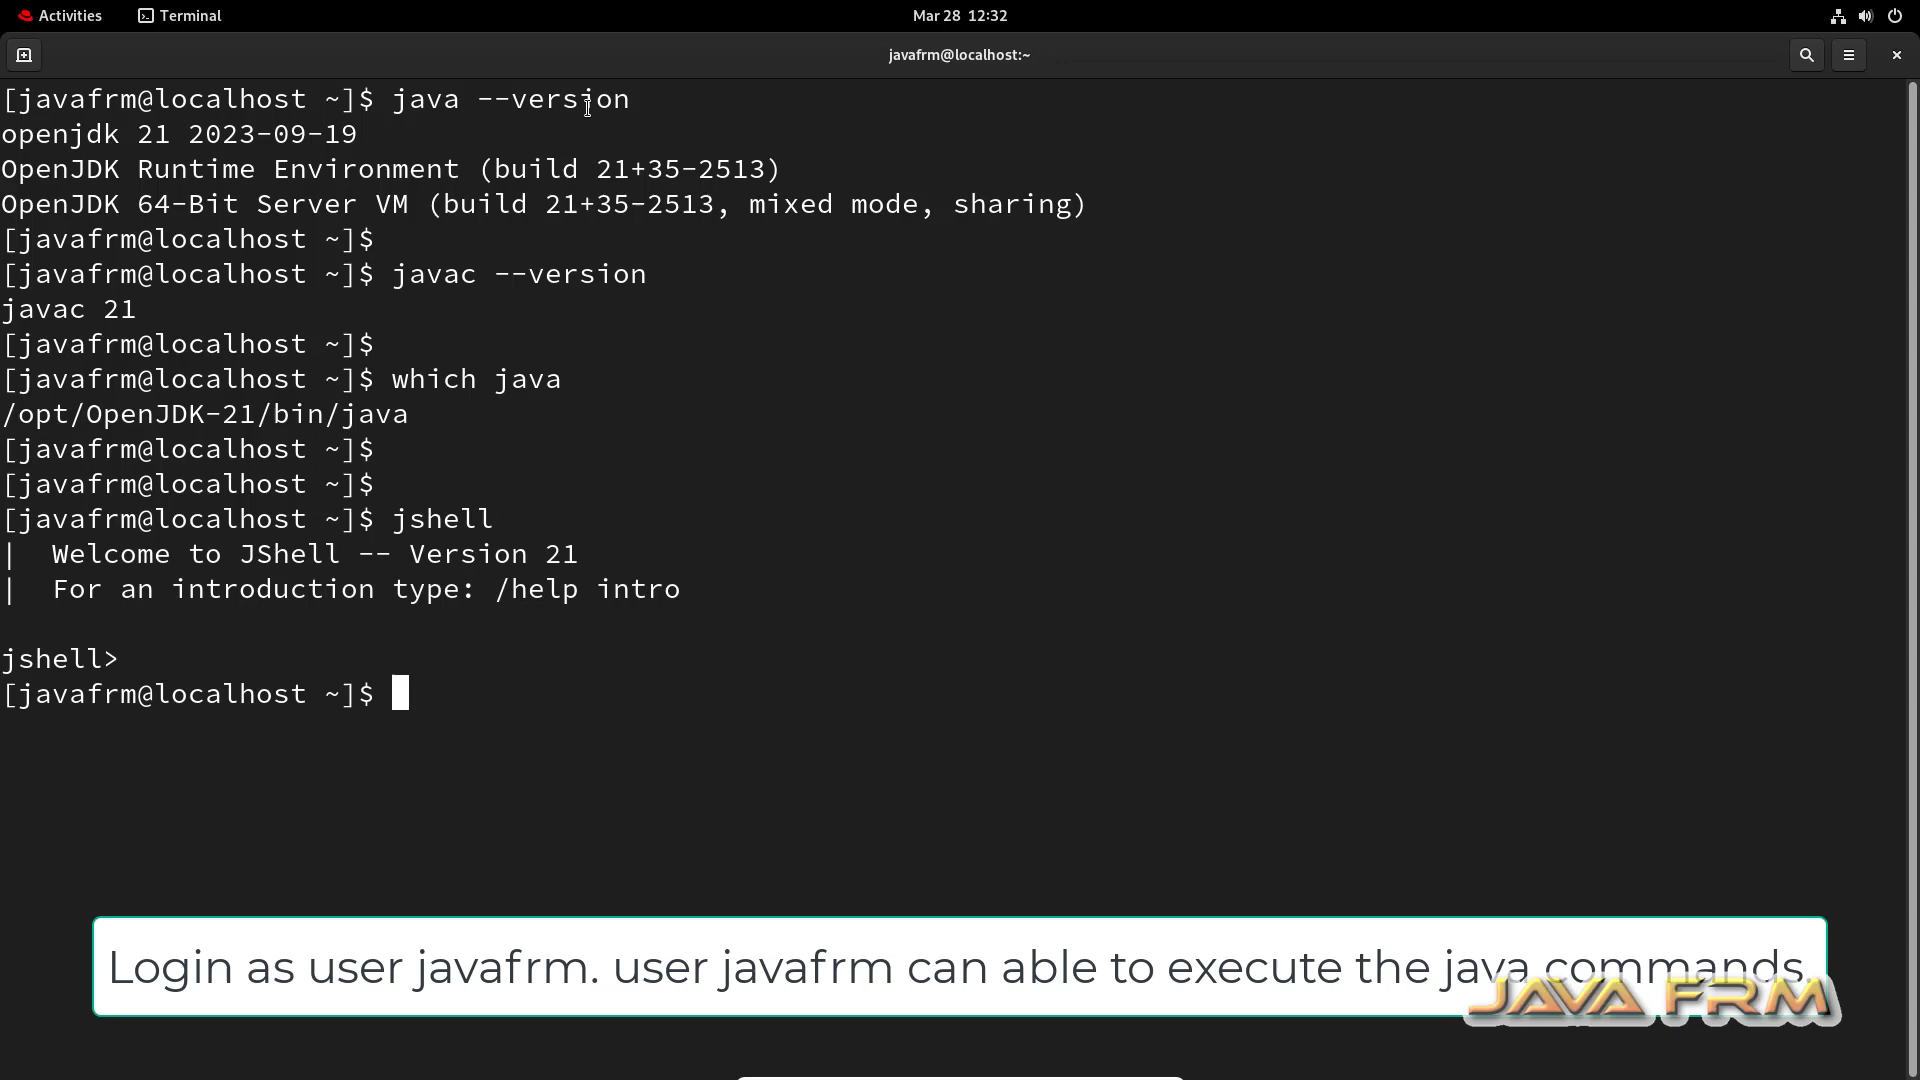 Activities Terminal Mar 28 12:32
javafrm@localhost:~
[javafrm@localhost ~]$ java --version
openjdk 21 2023-09-19
OpenJDK Runtime Environment (build 21+35-2513)
OpenJDK 64-Bit Server VM (build 21+35-2513, mixed mode, sharing)
[javafrm@localhost ~]$
[javafrm@localhost ~]$ javac --version
javac 21
[javafrm@localhost ~]$
[javafrm@localhost ~]$ which java
/opt/OpenJDK-21/bin/java
[javafrm@localhost ~]$
[javafrm@localhost ~]$
[javafrm@localhost ~]$ jshell
|  Welcome to JShell -- Version 21
|  For an introduction type: /help intro
jshell>
[javafrm@localhost ~]$
Login as user javafrm. user javafrm can able to execute the java commands.
JAVA FRM